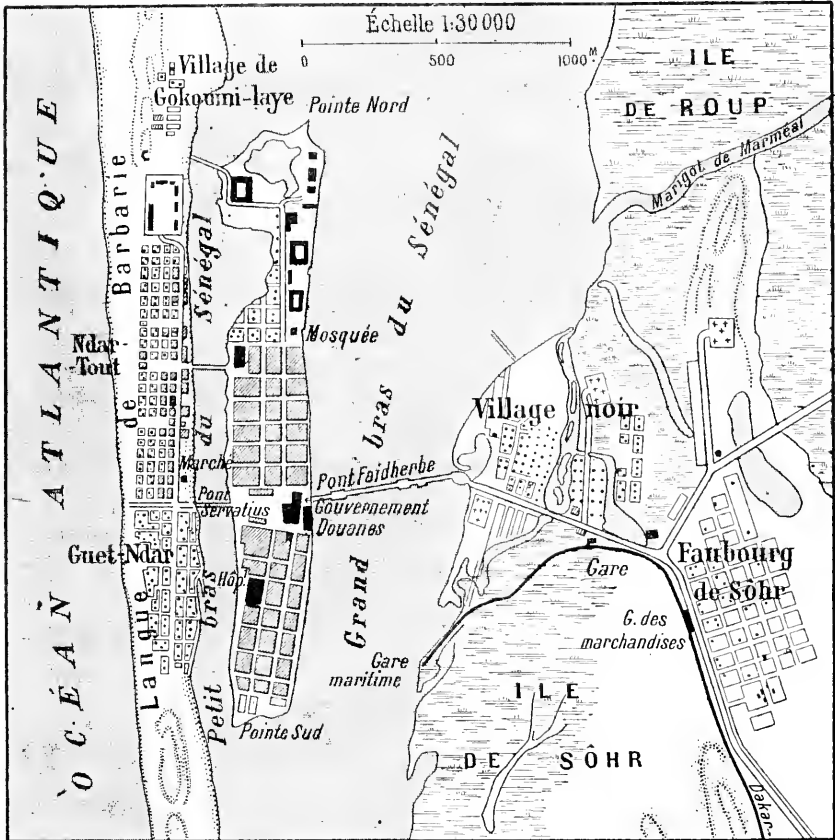 Échelle 1:30 000
0 500 1000 M
Village de
Gokoumi-laye
Pointe Nord
ILE
DE ROUP
Marigot de Marméal
OCÉAN ATLANTIQUE
Langue de Barbarie
Petit bras du Sénégal
Grand bras du Sénégal
Ndar-
Tout
Mosquée
Village noir
Marché
Pont
Servatius
Pont Faidherbe
Gouvernement
Douanes
Guet-Ndar
Hôp.
Gare
Faubourg
de Sôhr
G. des
marchandises
Gare
maritime
Pointe Sud
ILE
DE SÔHR
Dakar